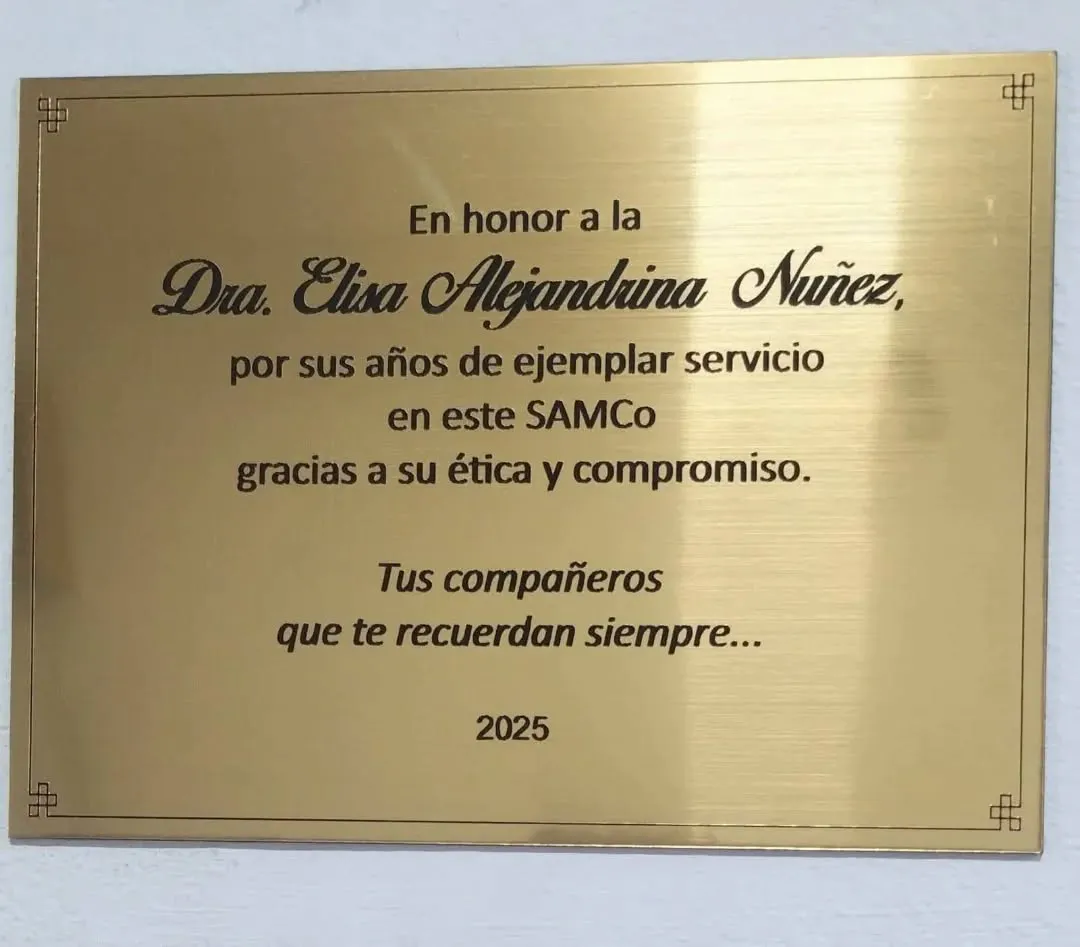 En honor a la
Dra. Elisa Alejandrina Nuñez,
por sus años de ejemplar servicio
en este SAMCo
gracias a su ética y compromiso.
Tus compañeros
que te recuerdan siempre...
2025